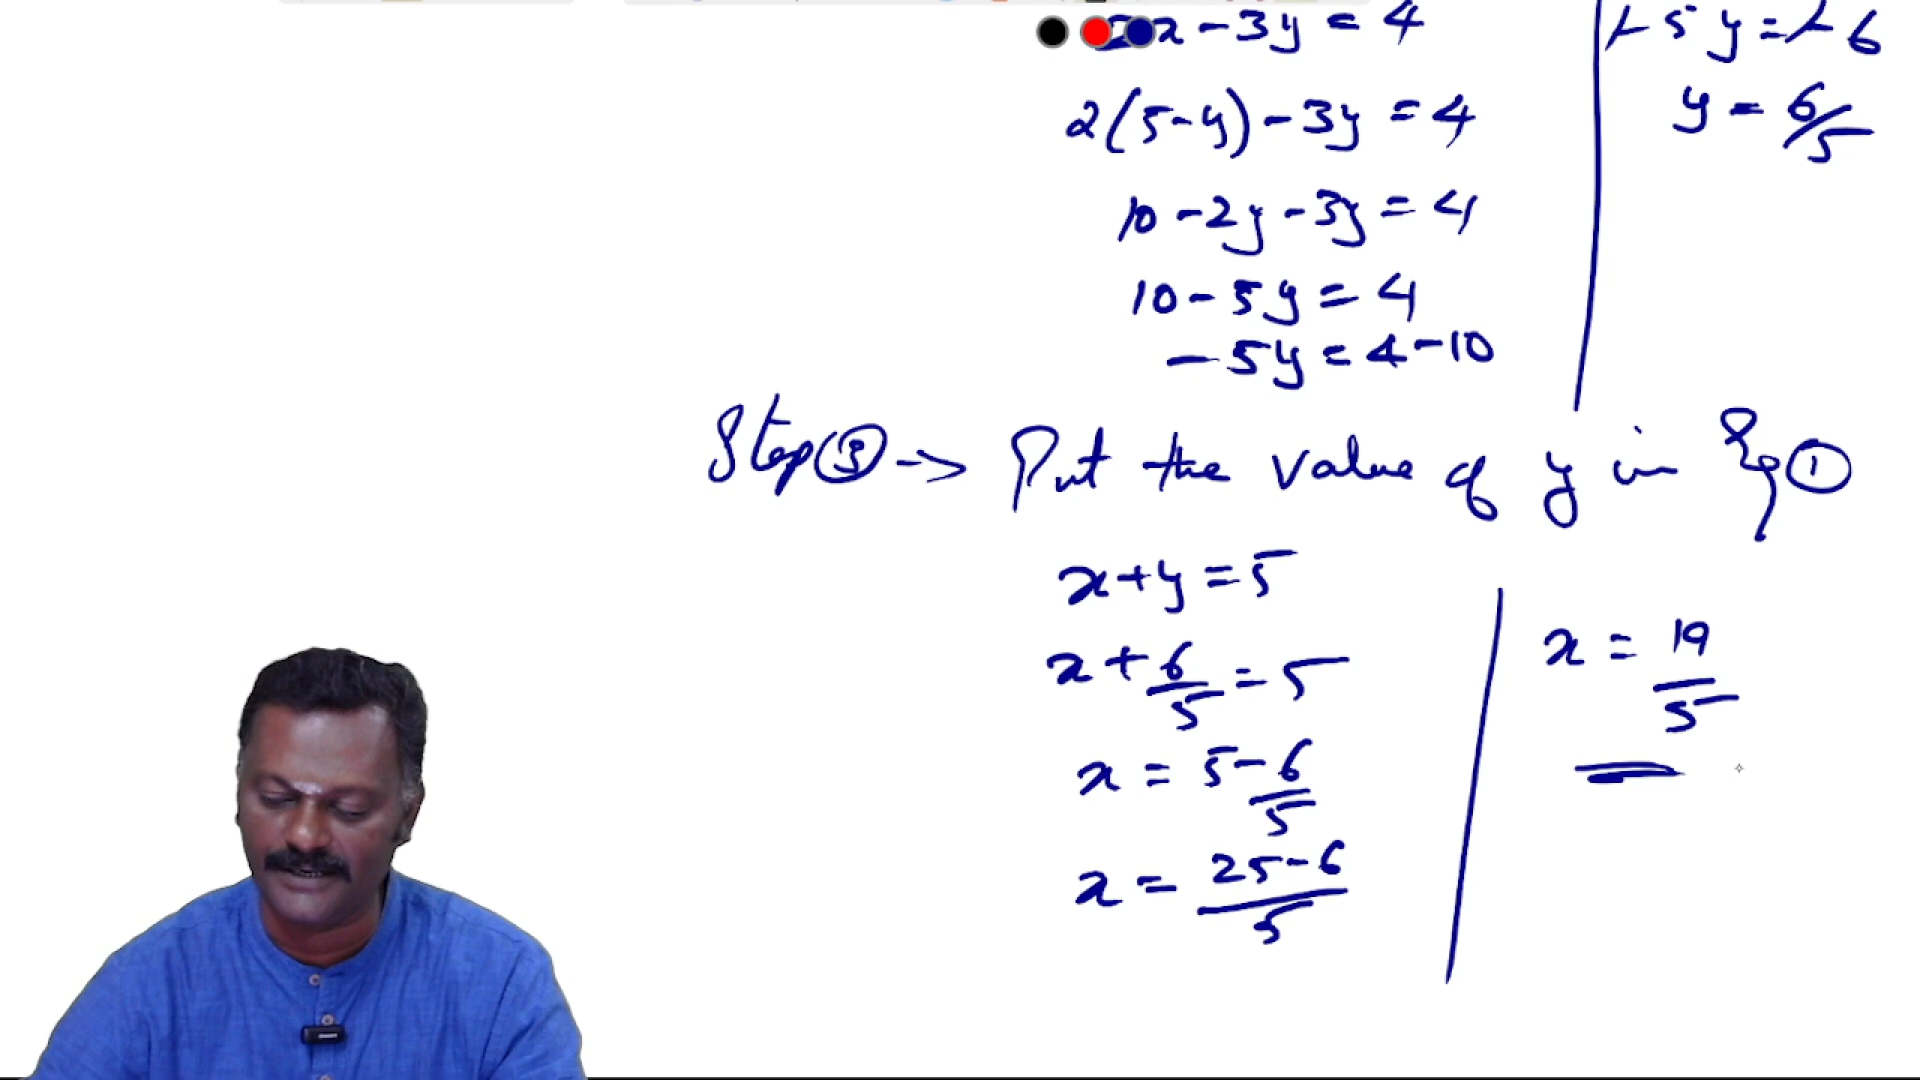 2x - 3y = 4
2(5-y) - 3y = 4
10 - 2y - 3y = 4
10 - 5y = 4
- 5y = 4 - 10
- 5y = - 6
y = 6/5
Step ③ -> Put the value of y in Eq ①
x + y = 5
x + 6/5 = 5
x = 5 - 6/5
x = 25-6/5
x = 19/5